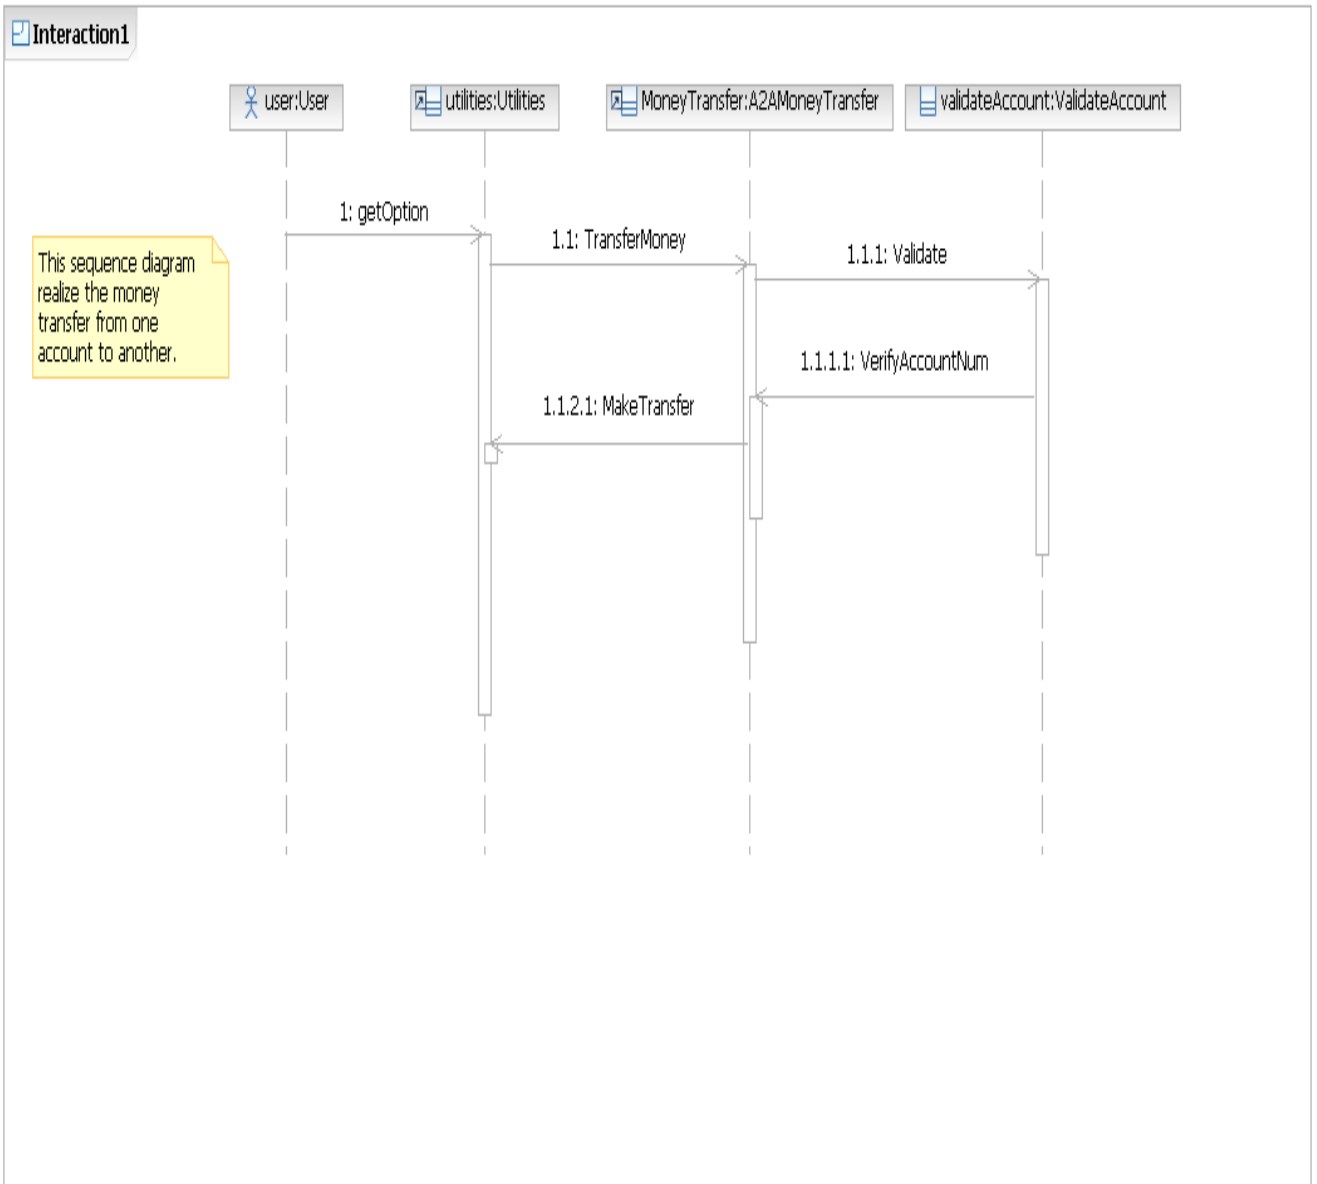 Interaction1
user:User
utilities:Utilities
MoneyTransfer:A2AMoneyTransfer
validateAccount:ValidateAccount
1: getOption
1.1: TransferMoney
1.1.1: Validate
This sequence diagram
realize the money
transfer from one
account to another.
1.1.1.1: VerifyAccountNum
1.1.2.1: MakeTransfer